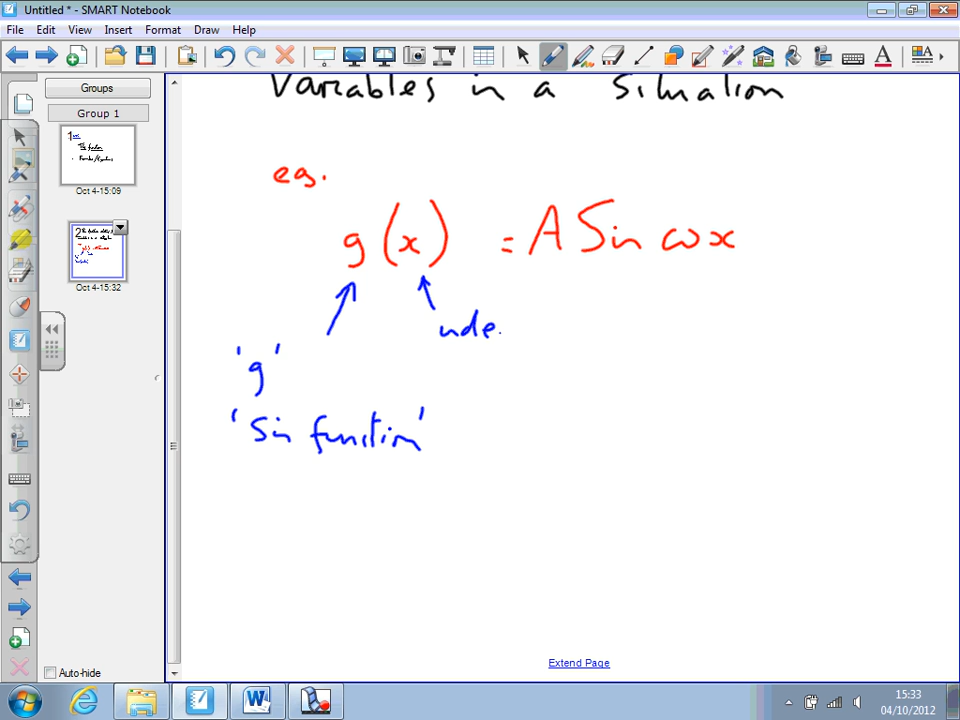 Untitled * - SMART Notebook
File Edit View Insert Format Draw Help
Groups
Group 1
Oct 4-15:09
Oct 4-15:32
Auto-hide
Variables in a situation
eg.
g(x) = A Sin ωx
nde
'g'
'Sin function'
Extend Page
15:33
04/10/2012